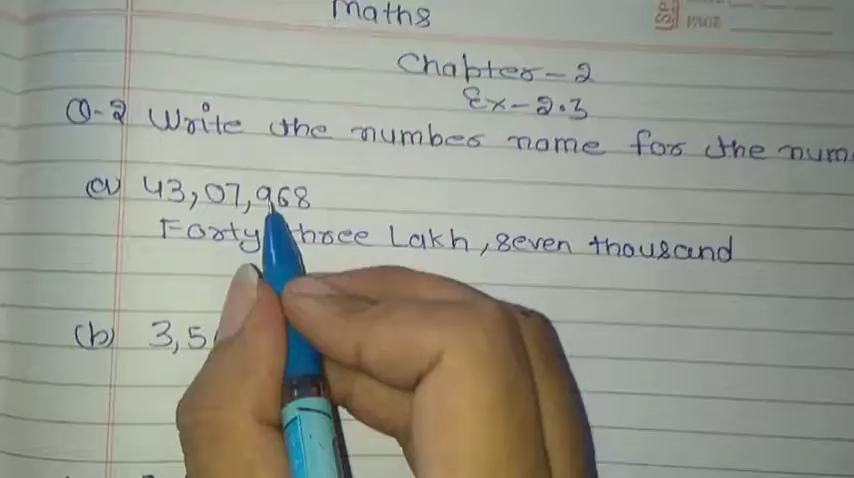 Maths
PAGE
Chapter-2
Ex-2.3
Q-2 Write the number name for the num
(a) 43,07,968
Forty three Lakh, seven thousand
(b) 3,5